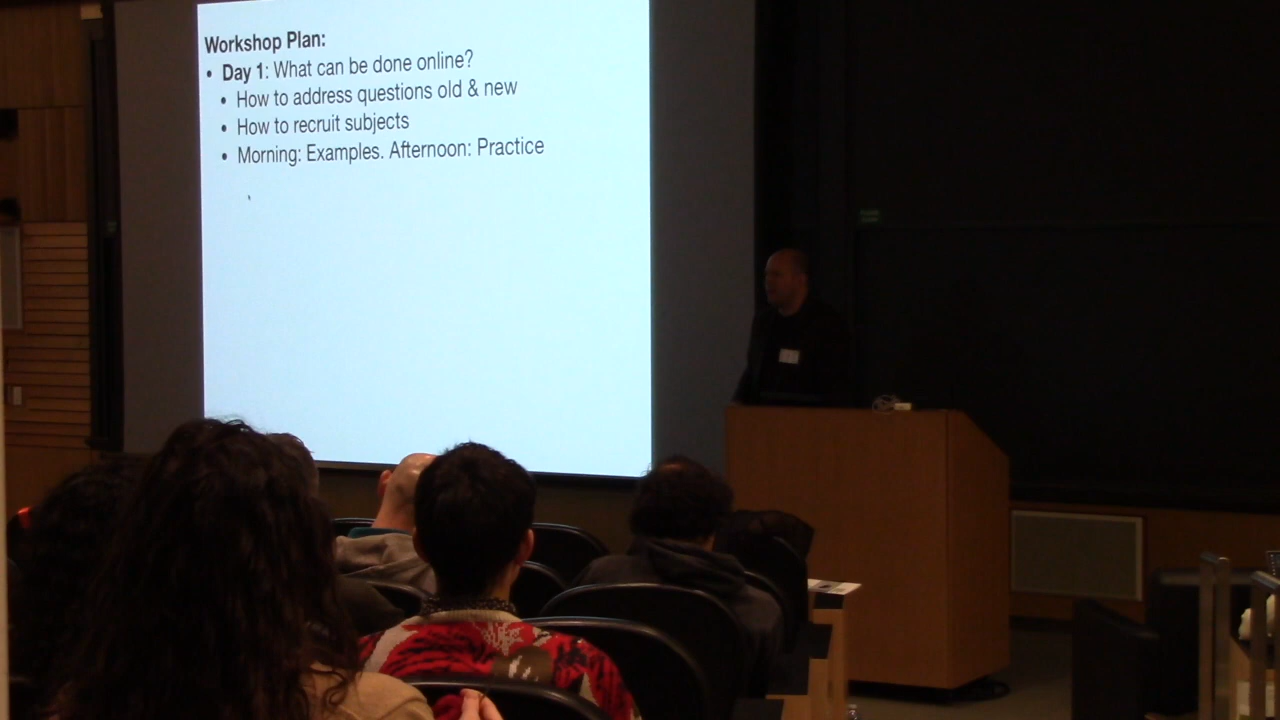 Workshop Plan:
• Day 1: What can be done online?
• How to address questions old & new
• How to recruit subjects
• Morning: Examples. Afternoon: Practice